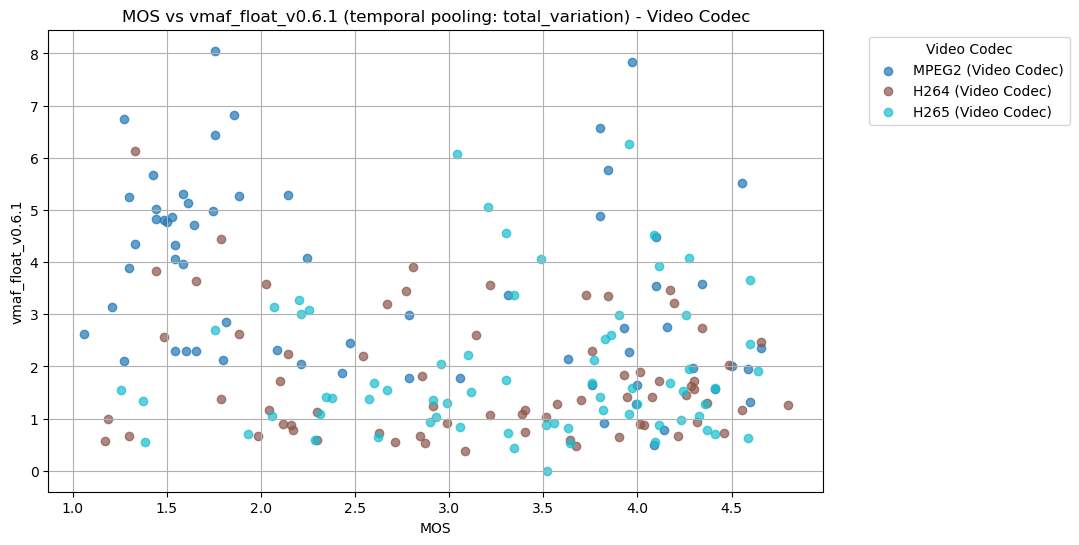 MOS vs vmaf_float_v0.6.1 (temporal pooling: total_variation) - Video Codec
Video Codec
MPEG2 (Video Codec)
H264 (Video Codec)
H265 (Video Codec)
vmaf_float_v0.6.1
8
7
6
5
4
3
2
1
0
1.0 1.5 2.0 2.5 3.0 3.5 4.0 4.5
MOS